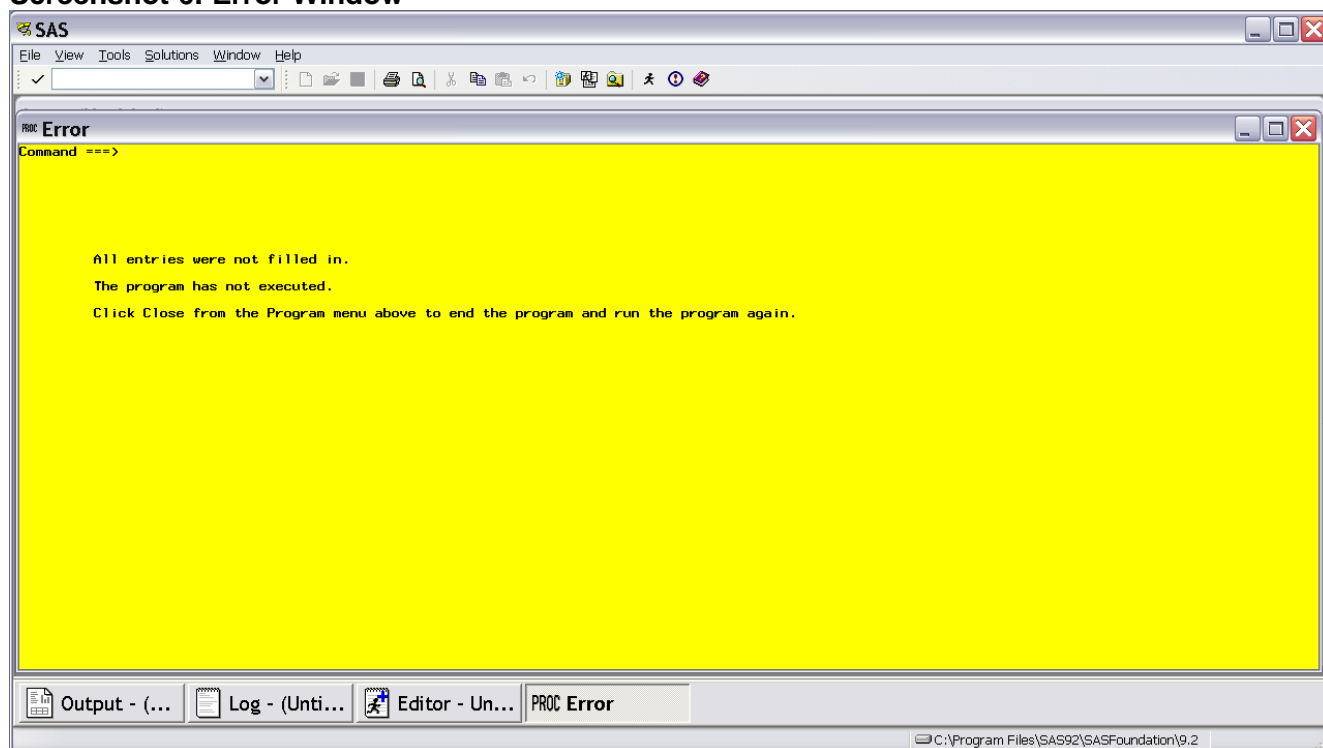 Screenshot 6: Error Window
SAS
File View Tools Solutions Window Help
PROC Error
Command ===>
All entries were not filled in.
The program has not executed.
Click Close from the Program menu above to end the program and run the program again.
Output - (... Log - (Unti... Editor - Un... PROC Error
C:\Program Files\SAS92\SASFoundation\9.2